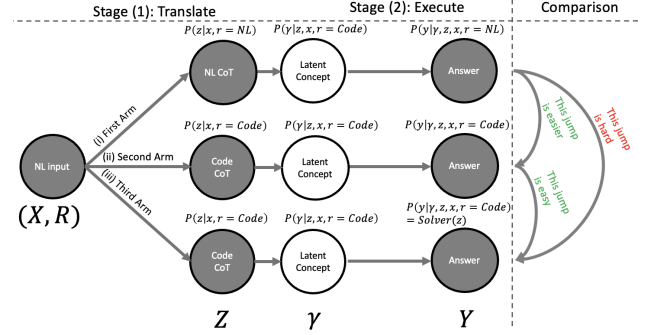 Stage (1): Translate
Stage (2): Execute
Comparison
P(z|x, r = NL)
P(γ|z, x, r = Code)
P(y|γ, z, x, r = NL)
NL CoT
Latent
Concept
Answer
(i) First Arm
P(z|x, r = Code)
P(γ|z, x, r = Code)
P(y|γ, z, x, r = Code)
NL input
(ii) Second Arm
Code
CoT
Latent
Concept
Answer
(X, R)
(iii) Third Arm
P(z|x, r = Code)
P(γ|z, x, r = Code)
P(y|γ, z, x, r = Code)
= Solver(z)
Code
CoT
Latent
Concept
Answer
This jump
is easier
This jump
is hard
This jump
is easy
Z
γ
Y